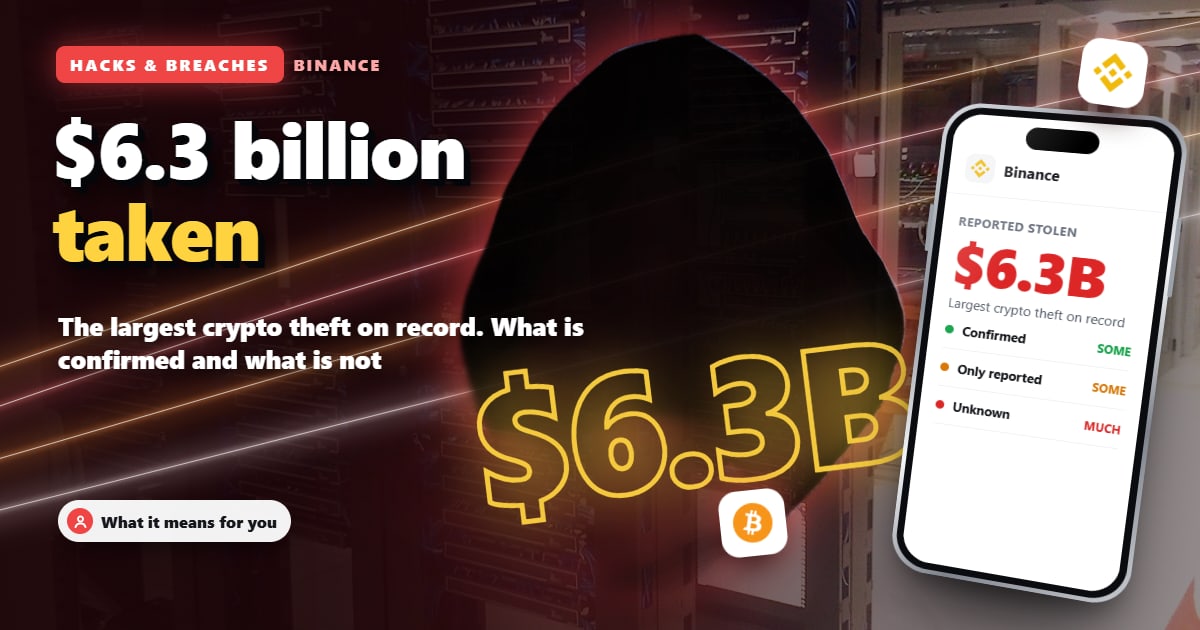 HACKS & BREACHES BINANCE
$6.3 billion
taken
The largest crypto theft on record. What is
confirmed and what is not
What it means for you
$6.3B
Binance
REPORTED STOLEN
$6.3B
Largest crypto theft on record
Confirmed SOME
Only reported SOME
Unknown MUCH